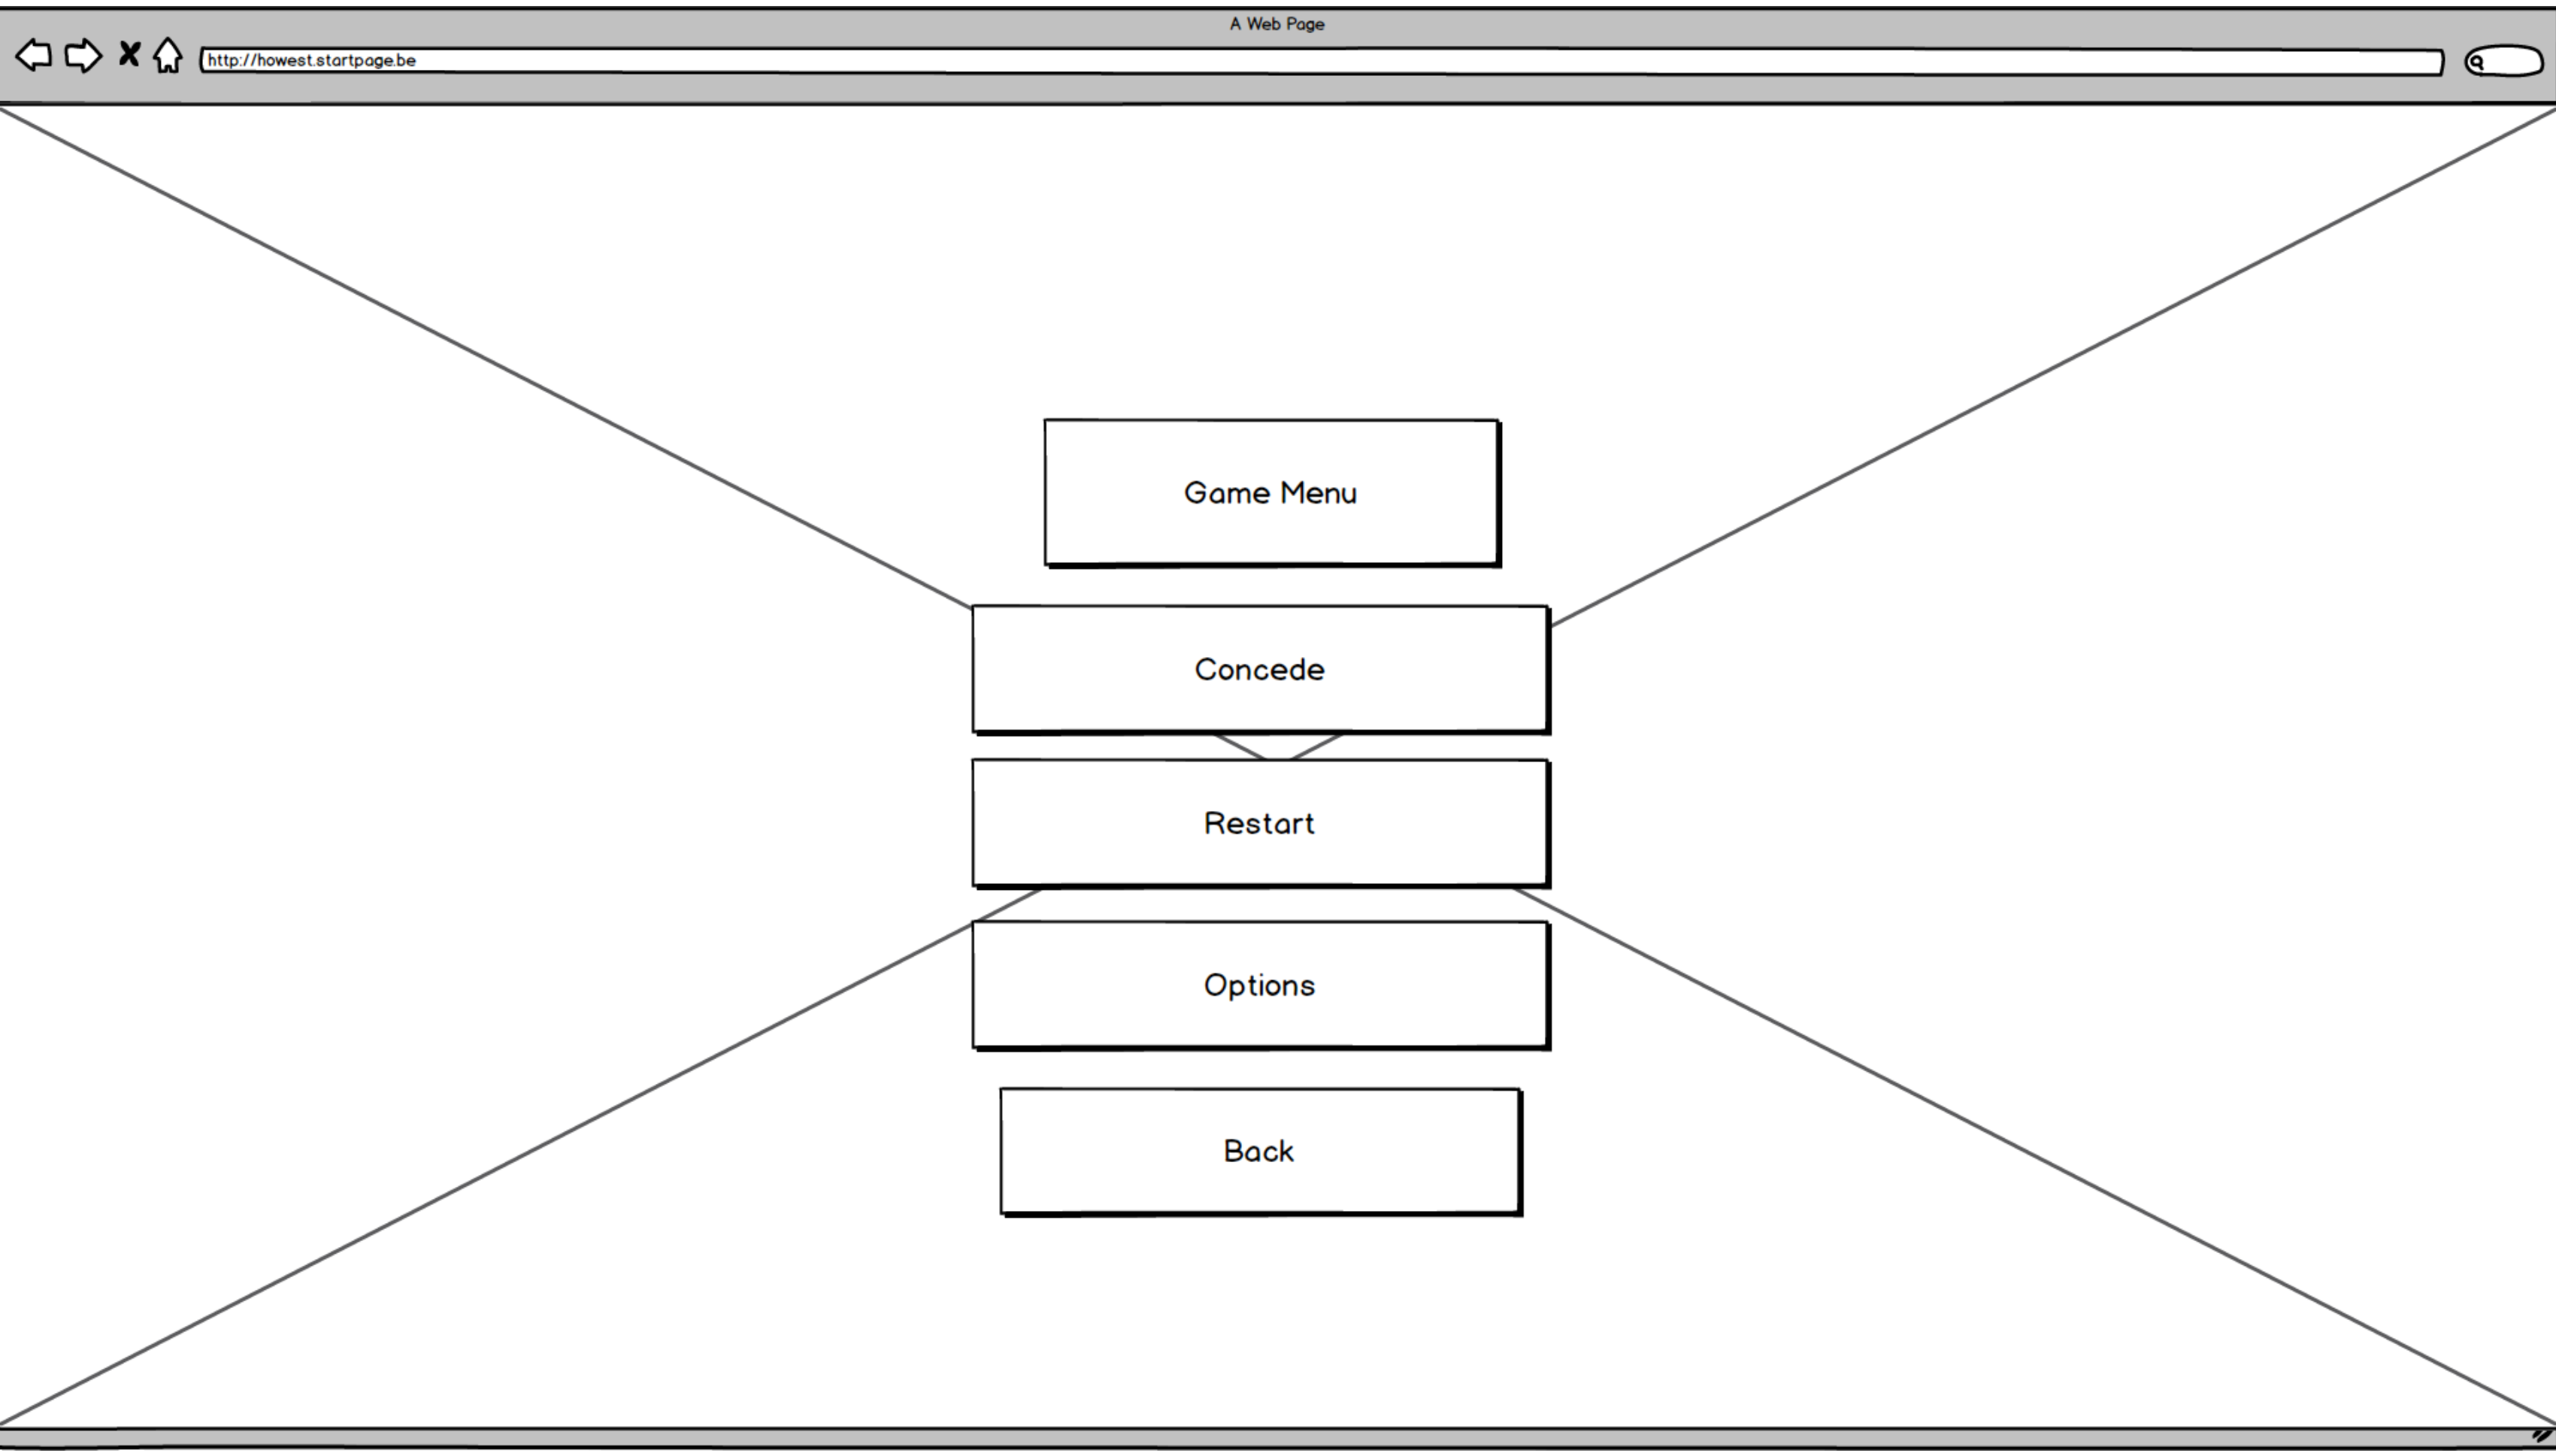 A Web Page
http://howest.startpage.be
Game Menu
Concede
Restart
Options
Back